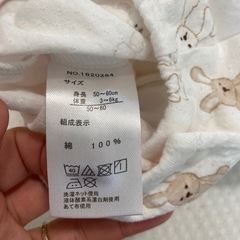 NO.1820284
サイズ
身長 50~60cm
体重 3~6kg
50~60
組成表示
綿 100%
40
洗濯ネット使用
液体酸素系漂白剤使用
あて布使用